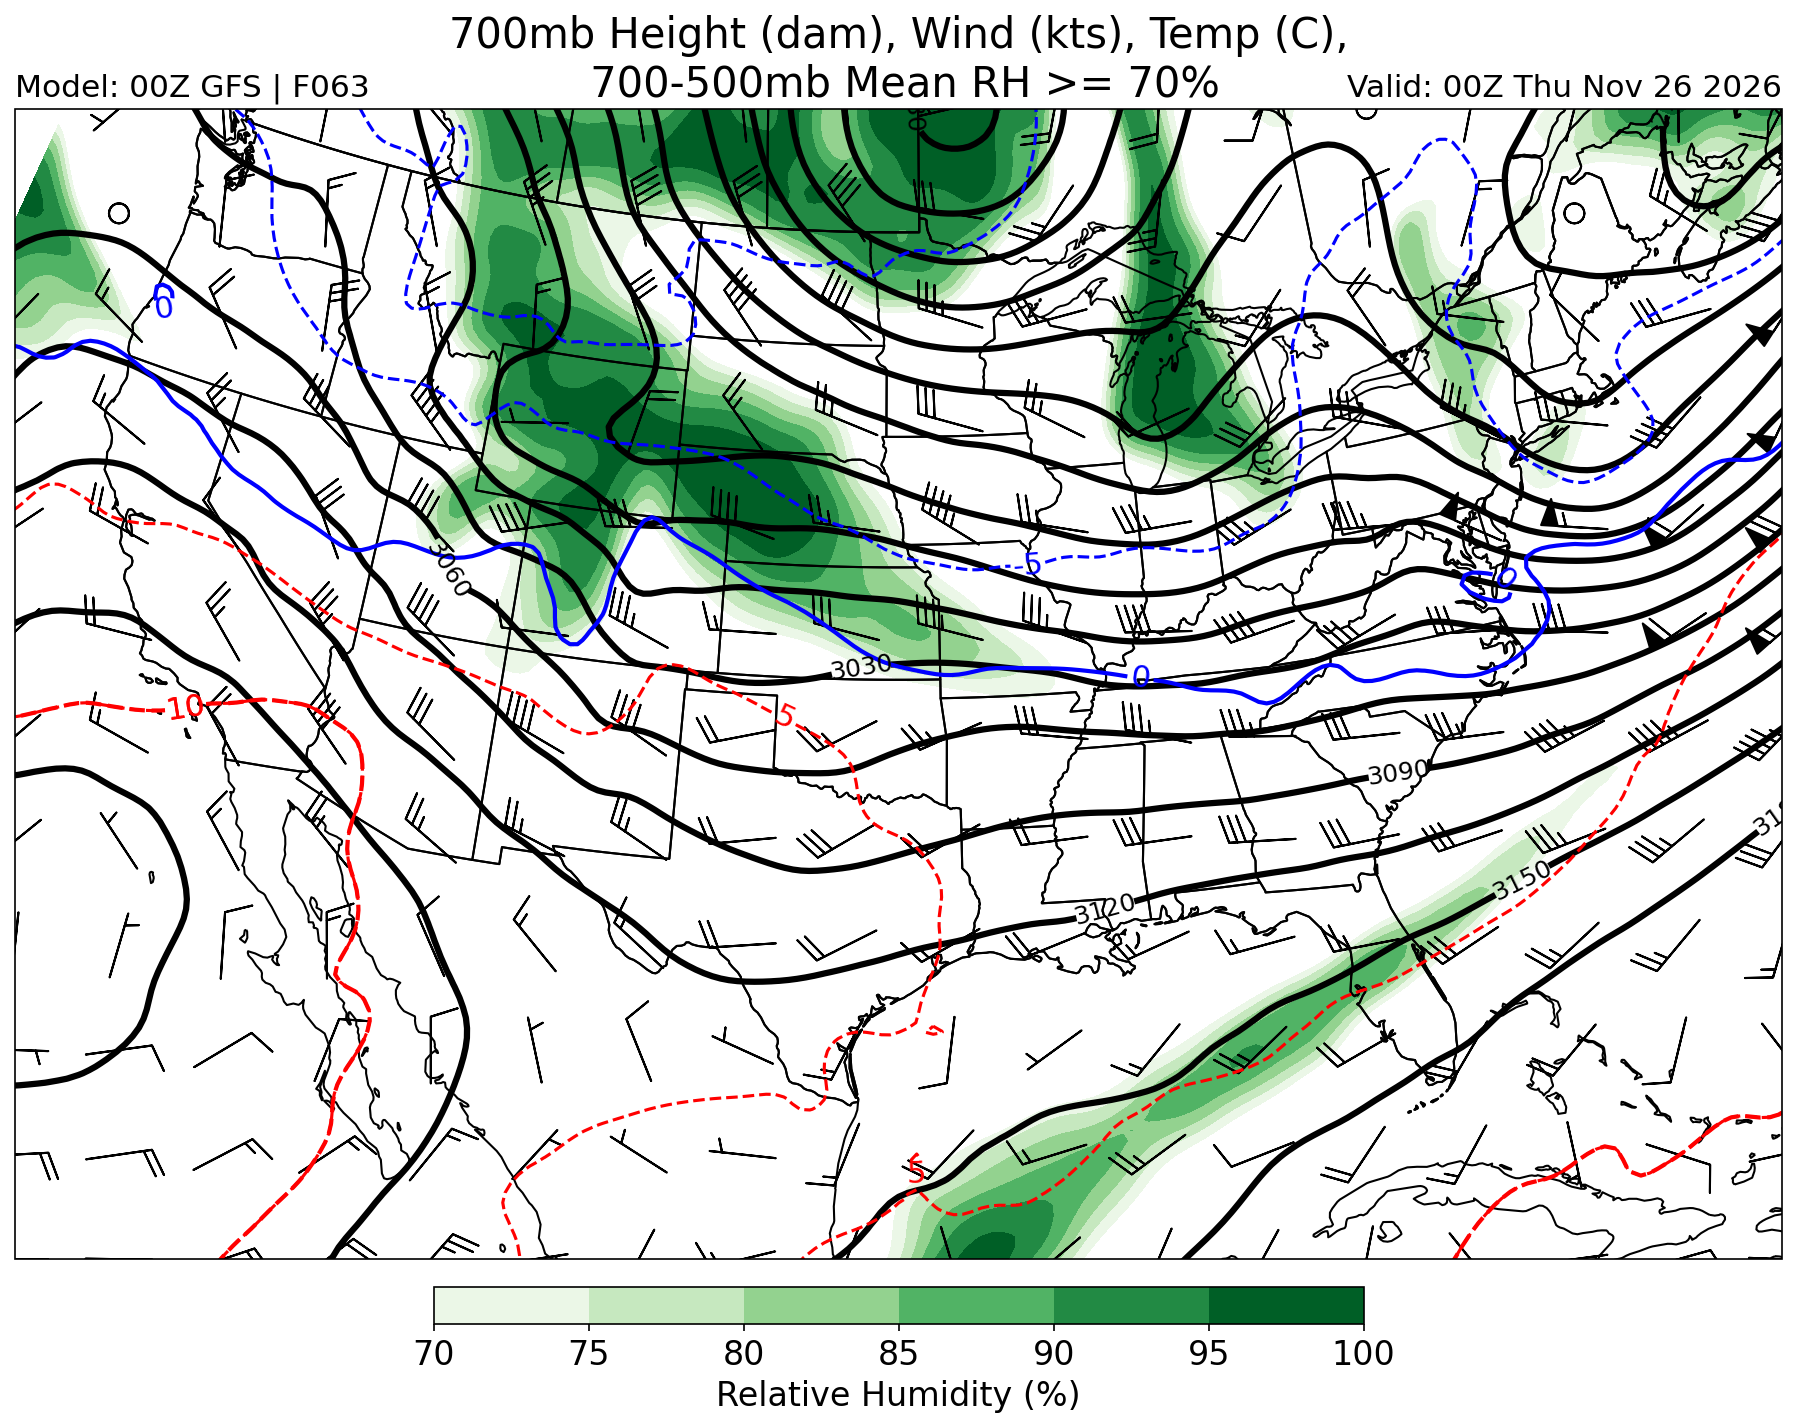 700mb Height (dam), Wind (kts), Temp (C),
700-500mb Mean RH >= 70%
Model: 00Z GFS | F063
Valid: 00Z Thu Nov 26 2026
0
3060
-5
0
0
3030
10
5
3090
3150
3120
5
70 75 80 85 90 95 100
Relative Humidity (%)